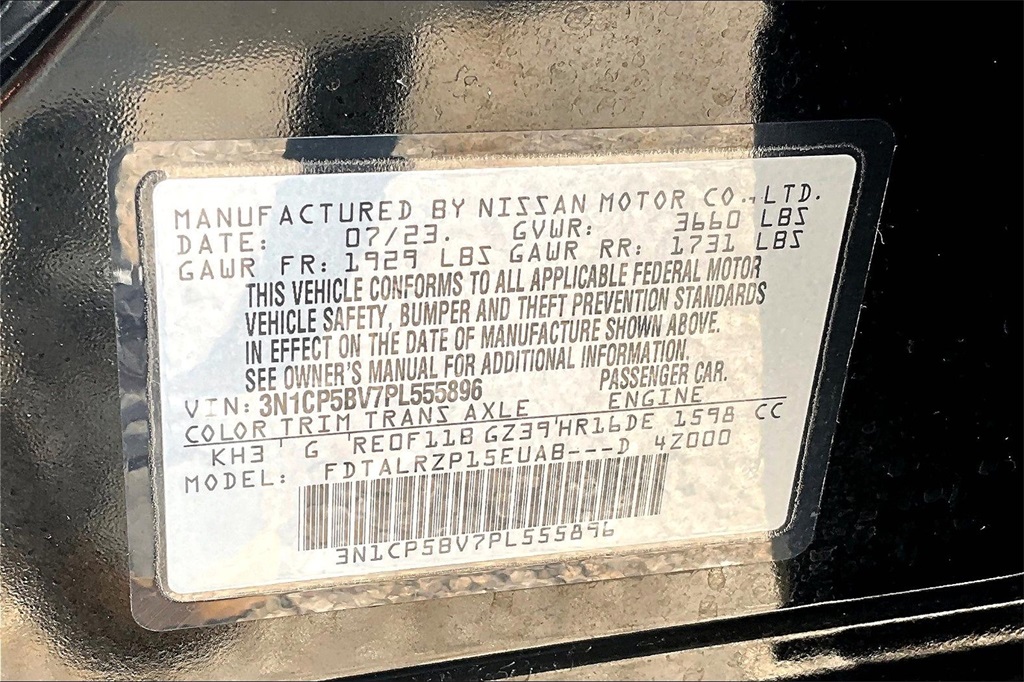 MANUFACTURED BY NISSAN MOTOR CO., LTD.
DATE: 07/23. GVWR: 3660 LBS
GAWR FR: 1929 LBS GAWR RR: 1731 LBS
THIS VEHICLE CONFORMS TO ALL APPLICABLE FEDERAL MOTOR
VEHICLE SAFETY, BUMPER AND THEFT PREVENTION STANDARDS
IN EFFECT ON THE DATE OF MANUFACTURE SHOWN ABOVE.
SEE OWNER'S MANUAL FOR ADDITIONAL INFORMATION.
VIN: 3N1CP5BV7PL555896 PASSENGER CAR.
COLOR TRIM TRANS AXLE ENGINE
KH3 G RE0F11B GZ39 HR16DE 1598 CC
MODEL: FDTALRZP15EUAB---D 4Z000
3N1CP5BV7PL555896